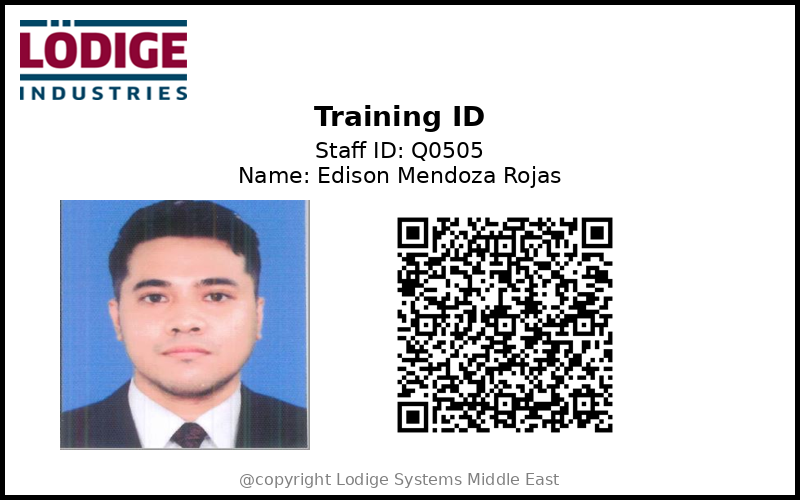 LÖDIGE
INDUSTRIES
Training ID
Staff ID: Q0505
Name: Edison Mendoza Rojas
@copyright Lodige Systems Middle East